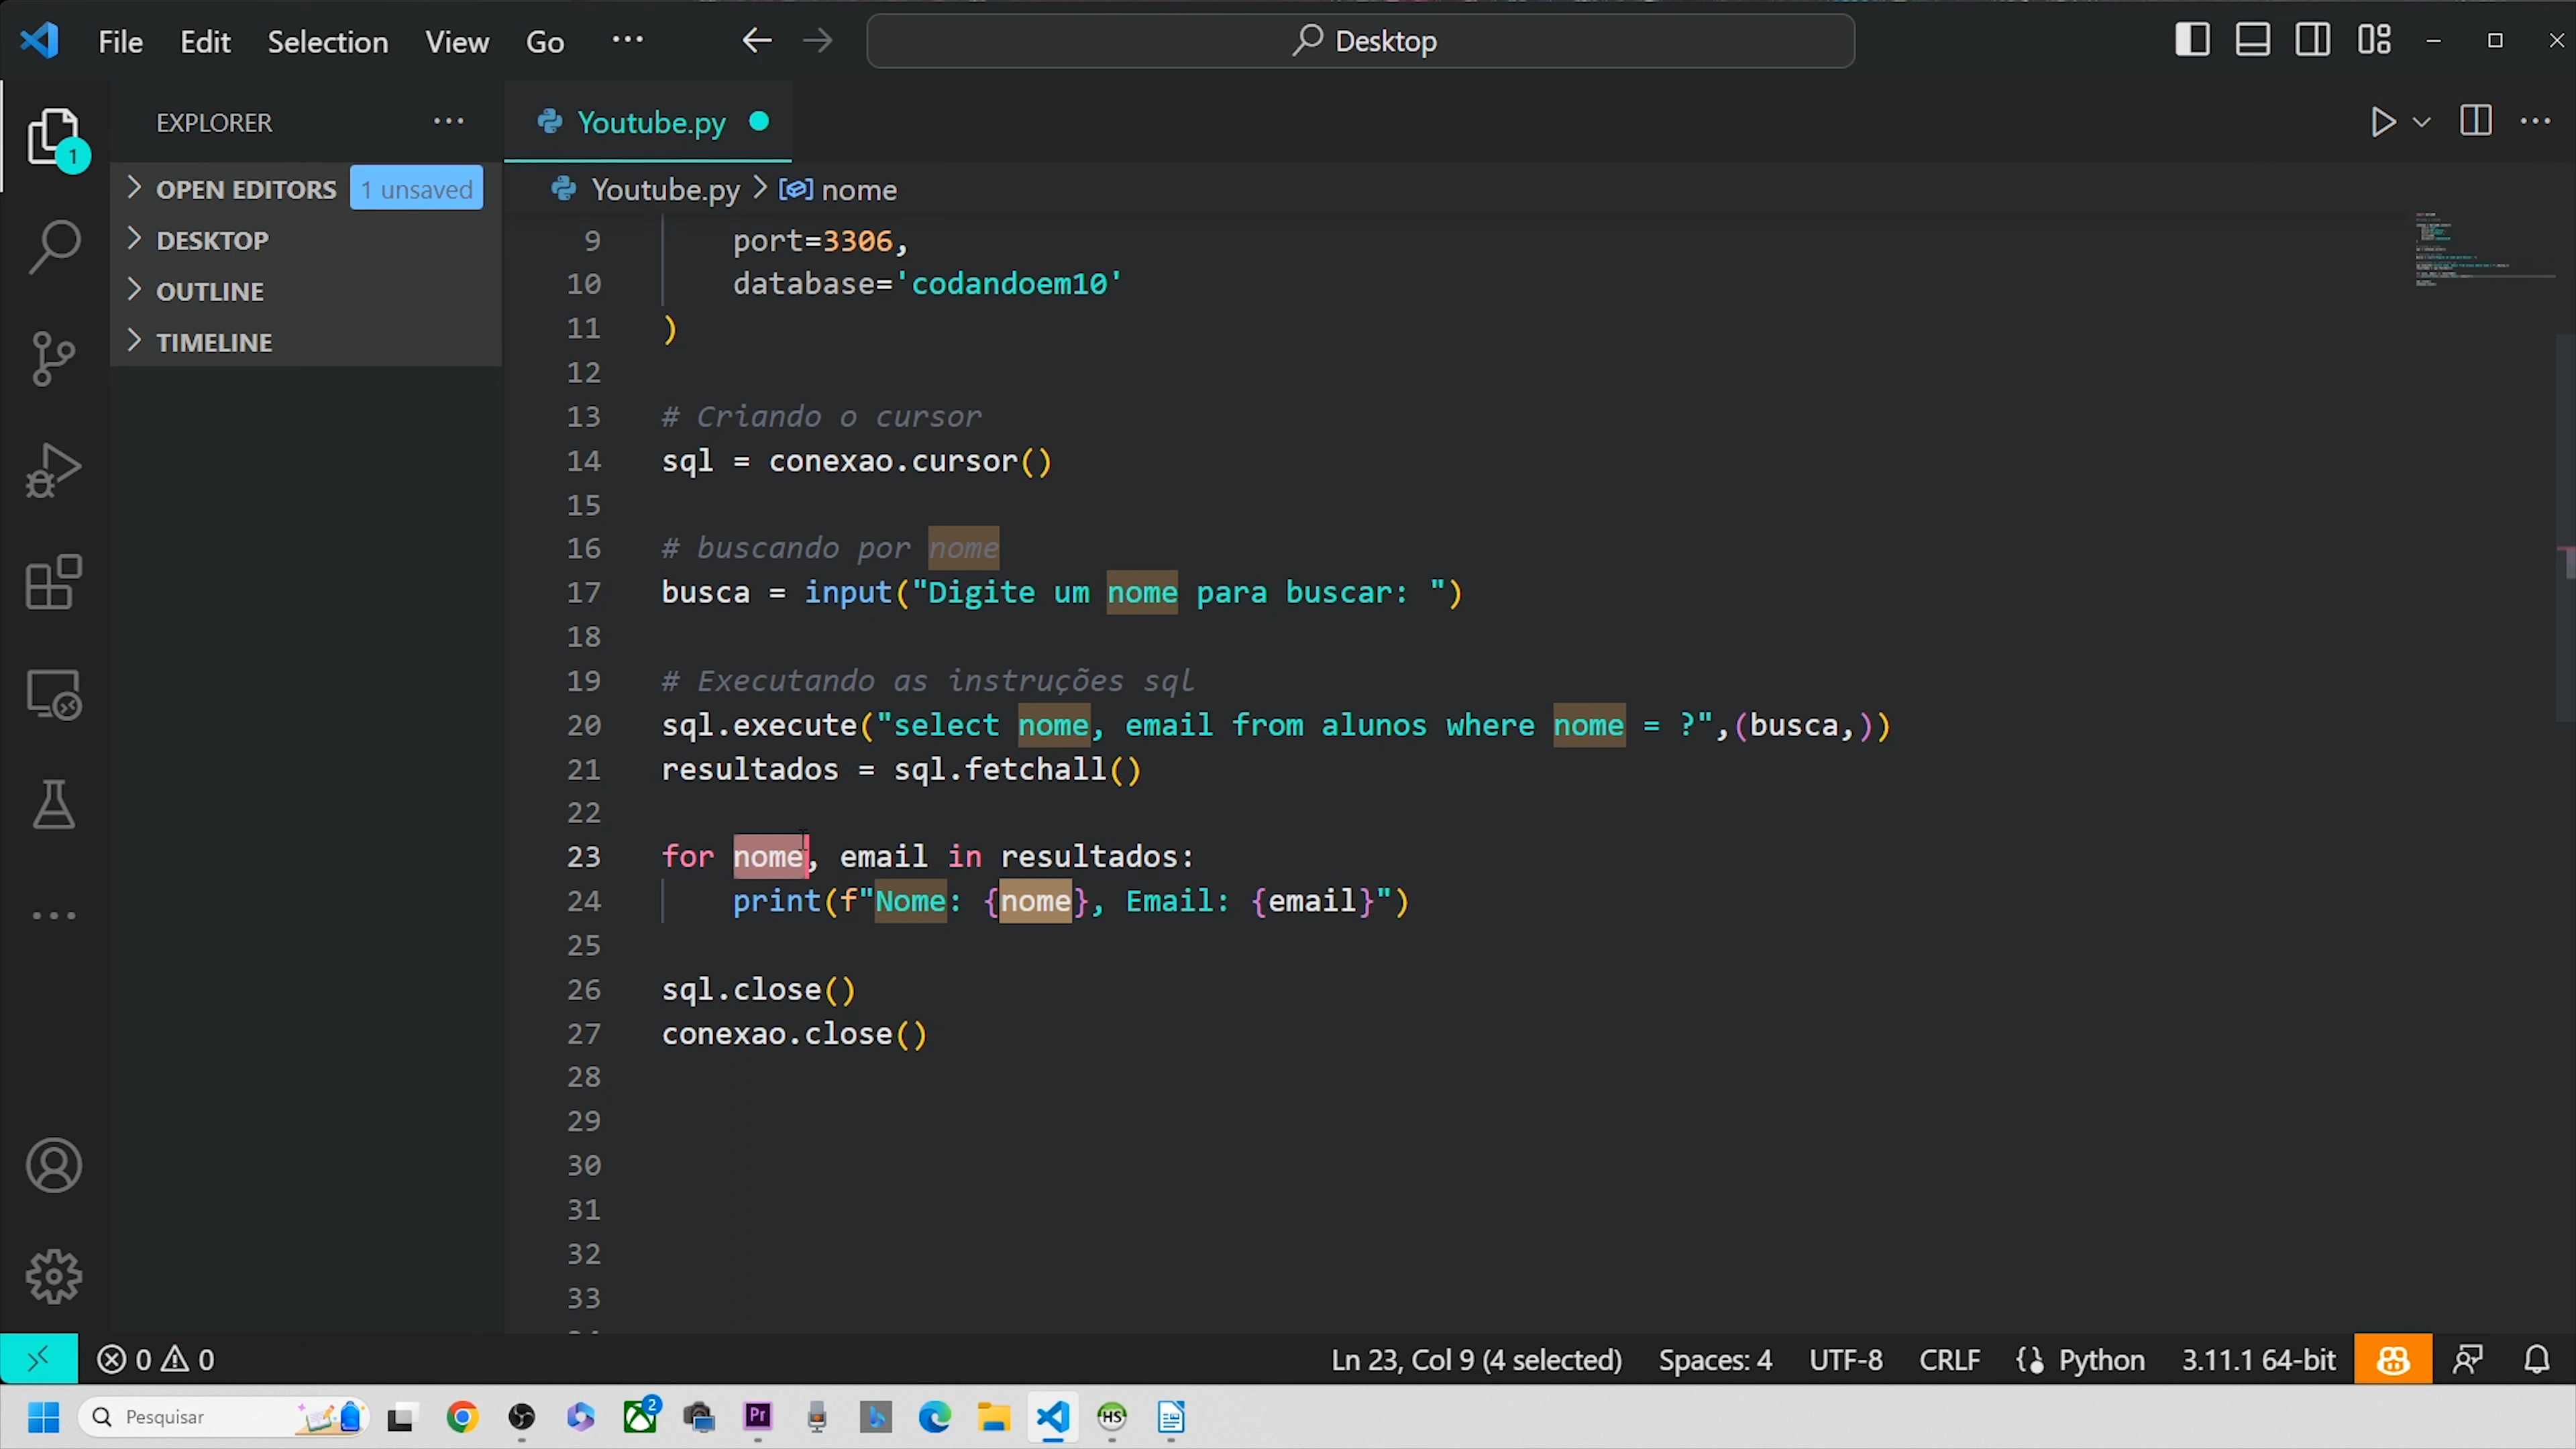 File Edit Selection View Go ··· Desktop
EXPLORER ···
1
OPEN EDITORS 1 unsaved
DESKTOP
OUTLINE
TIMELINE
Youtube.py
Youtube.py > nome
9 port=3306,
10 database='codandoem10'
11 )
12
13 # Criando o cursor
14 sql = conexao.cursor()
15
16 # buscando por nome
17 busca = input("Digite um nome para buscar: ")
18
19 # Executando as instruções sql
20 sql.execute("select nome, email from alunos where nome = ?",(busca,))
21 resultados = sql.fetchall()
22
23 for nome, email in resultados:
24 print(f"Nome: {nome}, Email: {email}")
25
26 sql.close()
27 conexao.close()
28
29
30
31
32
33
0 0 Ln 23, Col 9 (4 selected) Spaces: 4 UTF-8 CRLF Python 3.11.1 64-bit
Pesquisar 2 Pr HS